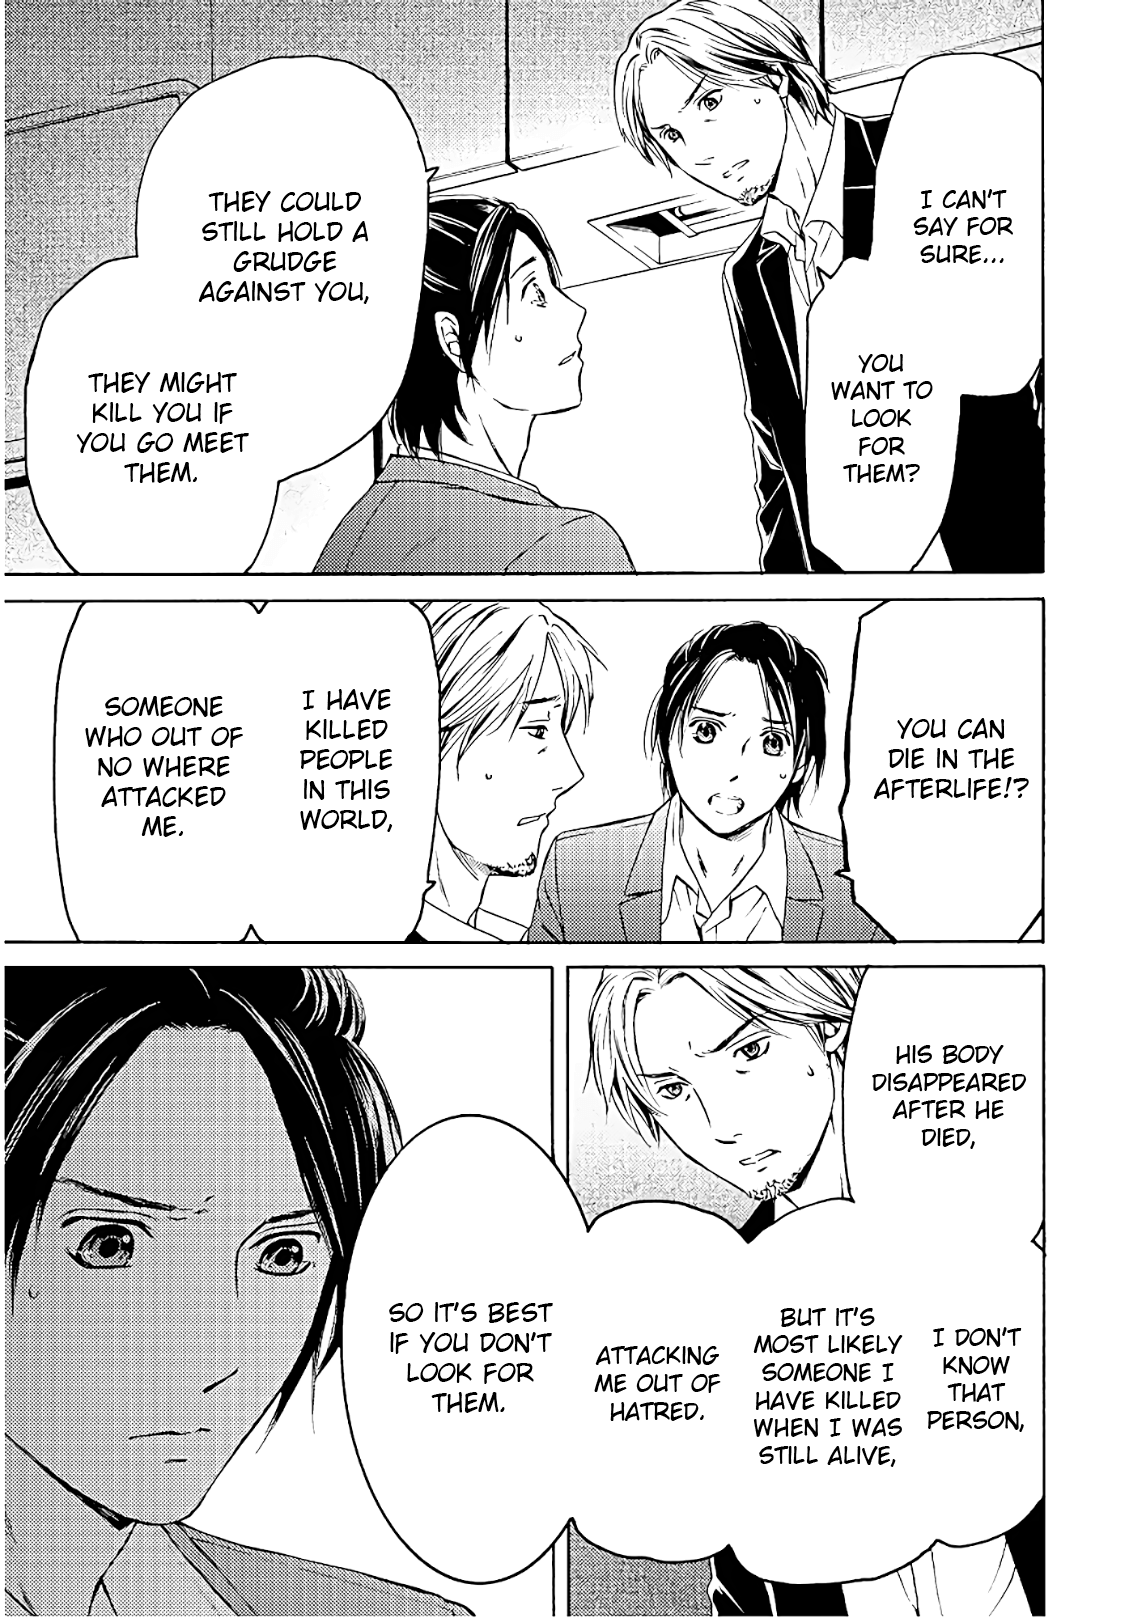 I CAN'T
SAY FOR
SURE...
YOU
WANT TO
LOOK
FOR
THEM?
THEY COULD
STILL HOLD A
GRUDGE
AGAINST YOU,
THEY MIGHT
KILL YOU IF
YOU GO MEET
THEM.
YOU CAN
DIE IN THE
AFTERLIFE!?
I HAVE
KILLED
PEOPLE
IN THIS
WORLD,
SOMEONE
WHO OUT OF
NO WHERE
ATTACKED
ME.
HIS BODY
DISAPPEARED
AFTER HE
DIED,
I DON'T
KNOW
THAT
PERSON,
BUT IT'S
MOST LIKELY
SOMEONE I
HAVE KILLED
WHEN I WAS
STILL ALIVE,
ATTACKING
ME OUT OF
HATRED.
SO IT'S BEST
IF YOU DON'T
LOOK FOR
THEM.